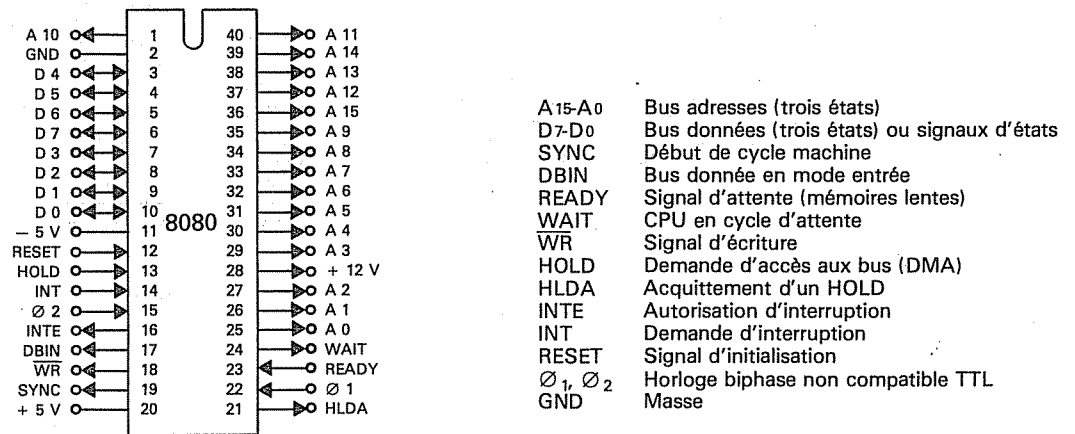 A 10 1 40 A 11
GND 2 39 A 14
D 4 3 38 A 13
D 5 4 37 A 12
D 6 5 36 A 15
D 7 6 35 A 9
D 3 7 34 A 8
D 2 8 33 A 7
D 1 9 32 A 6
D 0 10 31 A 5
8080
– 5 V 11 30 A 4
RESET 12 29 A 3
HOLD 13 28 + 12 V
INT 14 27 A 2
Ø 2 15 26 A 1
INTE 16 25 A 0
DBIN 17 24 WAIT
WR 18 23 READY
SYNC 19 22 Ø 1
+ 5 V 20 21 HLDA
A15-A0 Bus adresses (trois états)
D7-D0 Bus données (trois états) ou signaux d'états
SYNC Début de cycle machine
DBIN Bus donnée en mode entrée
READY Signal d'attente (mémoires lentes)
WAIT CPU en cycle d'attente
WR Signal d'écriture
HOLD Demande d'accès aux bus (DMA)
HLDA Acquittement d'un HOLD
INTE Autorisation d'interruption
INT Demande d'interruption
RESET Signal d'initialisation
Ø1, Ø2 Horloge biphase non compatible TTL
GND Masse